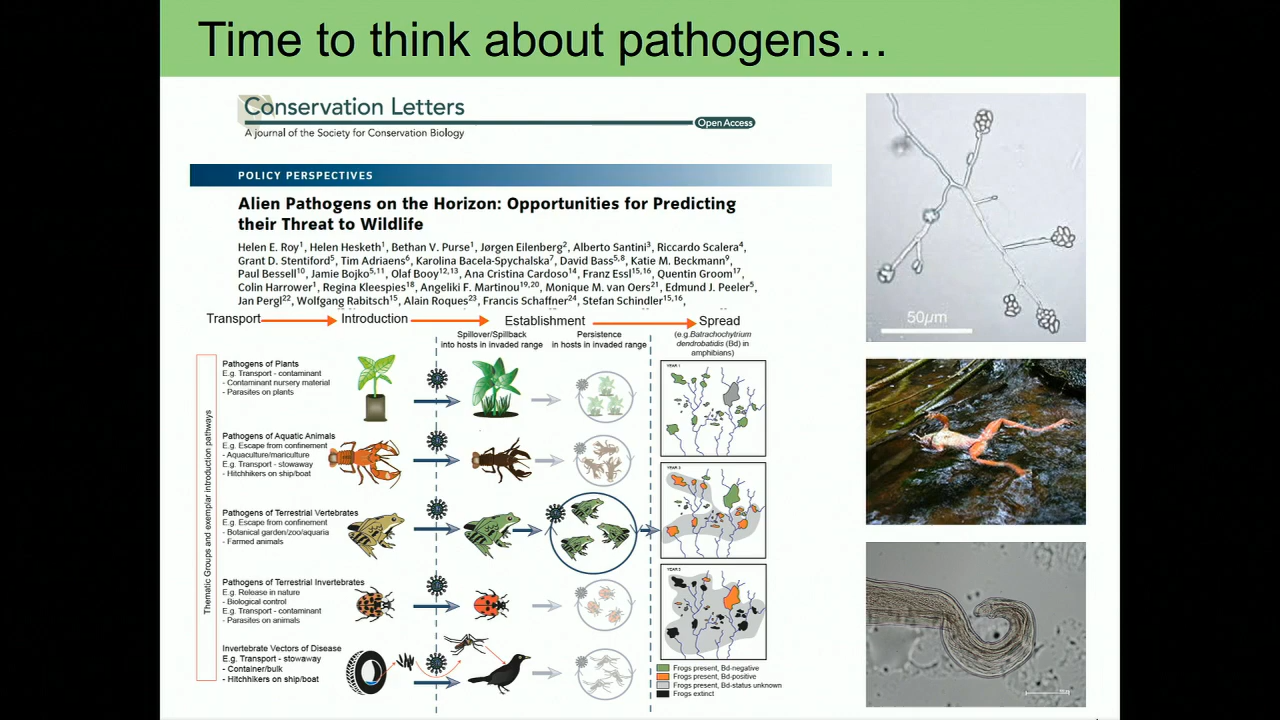 Time to think about pathogens…
Conservation Letters
Open Access
A journal of the Society for Conservation Biology
POLICY PERSPECTIVES
Alien Pathogens on the Horizon: Opportunities for Predicting
their Threat to Wildlife
Helen E. Roy1, Helen Hesketh1, Bethan V. Purse1, Jørgen Eilenberg2, Alberto Santini3, Riccardo Scalera4,
Grant D. Stentiford5, Tim Adriaens6, Karolina Bacela-Spychalska7, David Bass5,8, Katie M. Beckmann9,
Paul Bessell10, Jamie Bojko5,11, Olaf Booy12,13, Ana Cristina Cardoso14, Franz Essl15,16, Quentin Groom17,
Colin Harrower1, Regina Kleespies18, Angeliki F. Martinou19,20, Monique M. van Oers21, Edmund J. Peeler5,
Jan Pergl22, Wolfgang Rabitsch15, Alain Roques23, Francis Schaffner24, Stefan Schindler15,16,
Transport
Introduction
Establishment
Spread
Spillover/Spillback
into hosts in invaded range
Persistence
in hosts in invaded range
(e.g Batrachochytrium
dendrobatidis (Bd) in
amphibians)
Thematic Groups and exemplar introduction pathways
Pathogens of Plants
E.g. Transport - contaminant
- Contaminant nursery material
- Parasites on plants
Pathogens of Aquatic Animals
E.g. Escape from confinement
- Aquaculture/mariculture
E.g. Transport - stowaway
- Hitchhikers on ship/boat
Pathogens of Terrestrial Vertebrates
E.g. Escape from confinement
- Botanical garden/zoo/aquaria
- Farmed animals
Pathogens of Terrestrial Invertebrates
E.g. Release in nature
- Biological control
E.g. Transport - contaminant
- Parasites on animals
Invertebrate Vectors of Disease
E.g. Transport - stowaway
- Container/bulk
- Hitchhikers on ship/boat
YEAR 1
Frogs present, Bd-negative
Frogs present, Bd-positive
Frogs present, Bd-status unknown
Frogs extinct
50µm